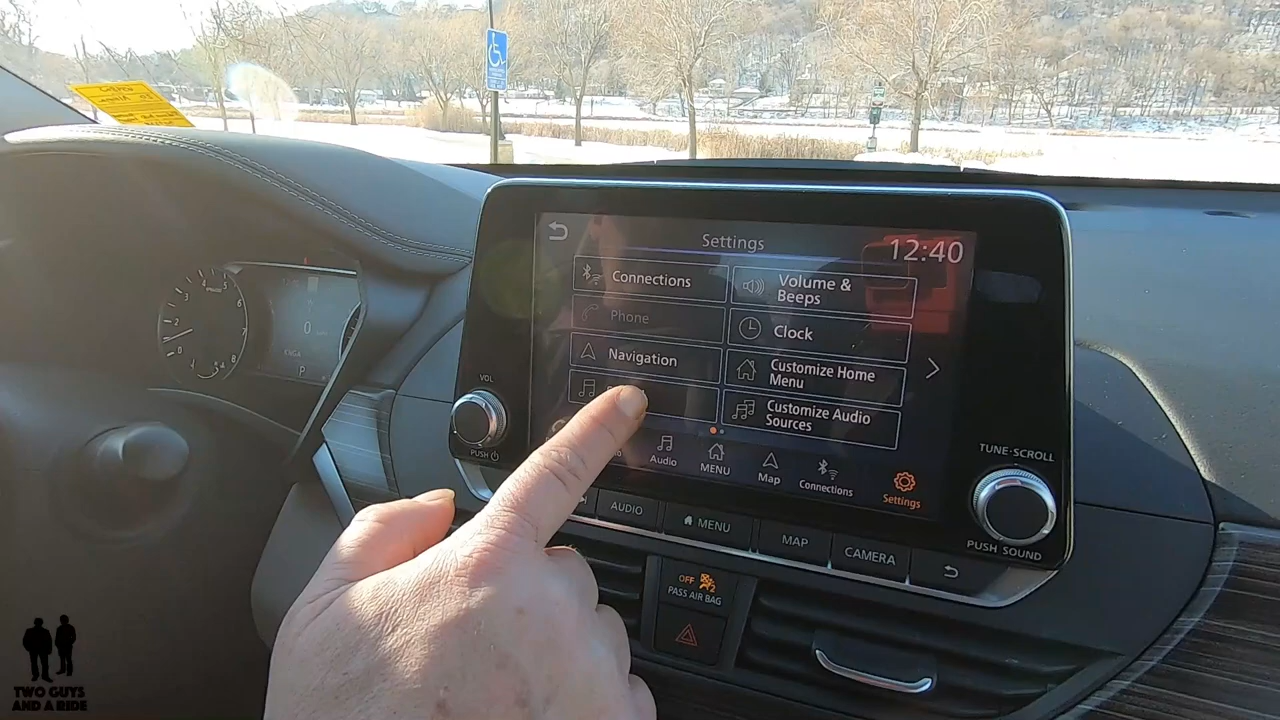 Settings
12:40
Connections
Volume &
Beeps
Phone
Clock
Navigation
Customize Home
Menu
Customize Audio
Sources
Audio
MENU
Map
Connections
Settings
VOL
PUSH
TUNE·SCROLL
PUSH SOUND
AUDIO
MENU
MAP
CAMERA
OFF
PASS AIR BAG
0
P
TWO GUYS
AND A RIDE